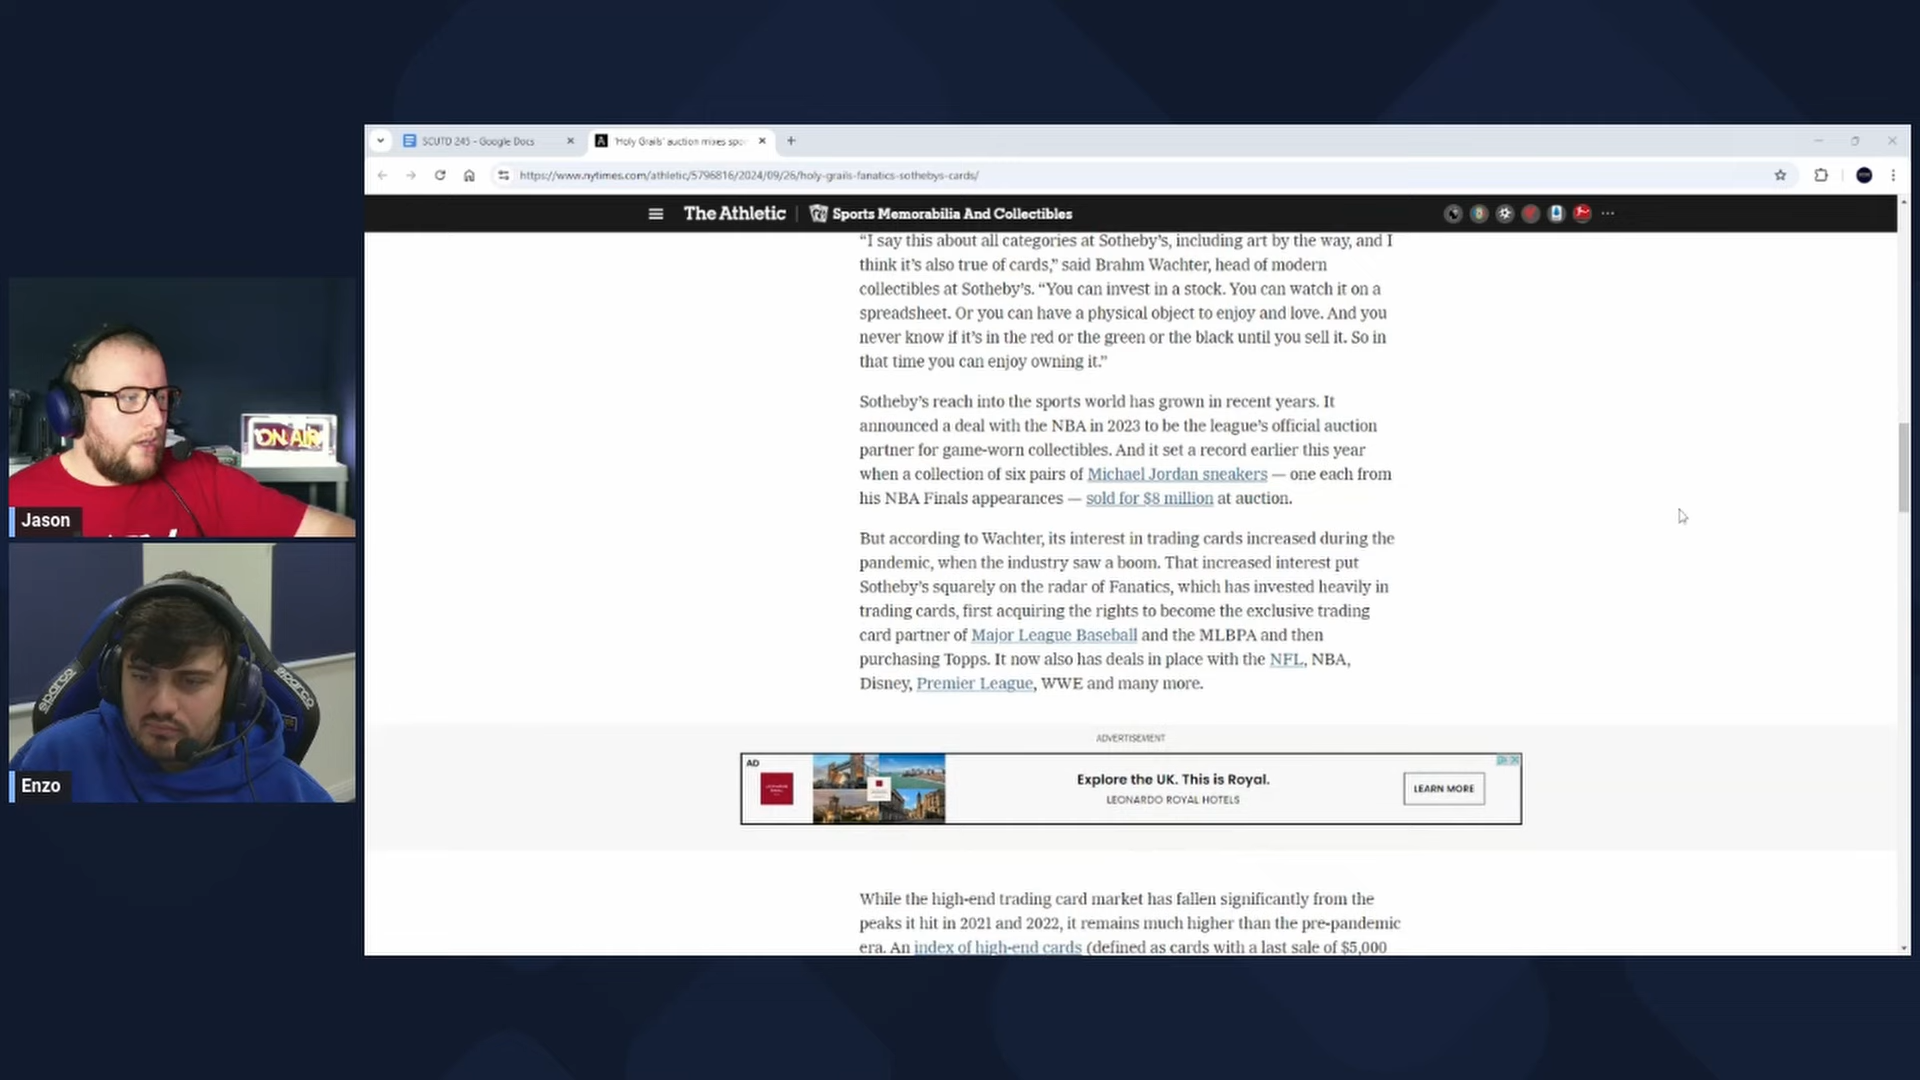 SCUTD 245 - Google Docs
'Holy Grails' auction mixes spo
https://www.nytimes.com/athletic/5796816/2024/09/26/holy-grails-fanatics-sothebys-cards/
The Athletic
Sports Memorabilia And Collectibles
“I say this about all categories at Sotheby’s, including art by the way, and I
think it’s also true of cards,” said Brahm Wachter, head of modern
collectibles at Sotheby’s. “You can invest in a stock. You can watch it on a
spreadsheet. Or you can have a physical object to enjoy and love. And you
never know if it’s in the red or the green or the black until you sell it. So in
that time you can enjoy owning it.”
Sotheby’s reach into the sports world has grown in recent years. It
announced a deal with the NBA in 2023 to be the league’s official auction
partner for game-worn collectibles. And it set a record earlier this year
when a collection of six pairs of Michael Jordan sneakers — one each from
his NBA Finals appearances — sold for $8 million at auction.
But according to Wachter, its interest in trading cards increased during the
pandemic, when the industry saw a boom. That increased interest put
Sotheby’s squarely on the radar of Fanatics, which has invested heavily in
trading cards, first acquiring the rights to become the exclusive trading
card partner of Major League Baseball and the MLBPA and then
purchasing Topps. It now also has deals in place with the NFL, NBA,
Disney, Premier League, WWE and many more.
ADVERTISEMENT
AD
Explore the UK. This is Royal.
LEONARDO ROYAL HOTELS
LEARN MORE
While the high-end trading card market has fallen significantly from the
peaks it hit in 2021 and 2022, it remains much higher than the pre-pandemic
era. An index of high-end cards (defined as cards with a last sale of $5,000
ON AIR
Jason
sparco
sparco
Enzo